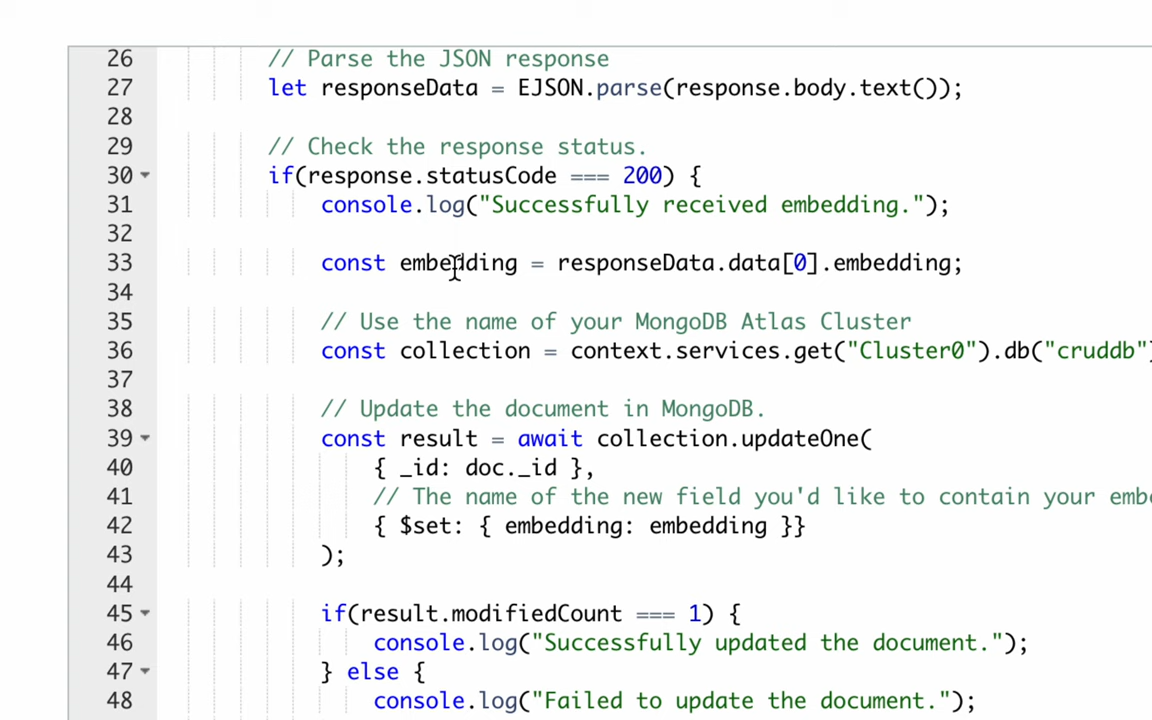 26 // Parse the JSON response
27 let responseData = EJSON.parse(response.body.text());
28
29 // Check the response status.
30 if(response.statusCode === 200) {
31 console.log("Successfully received embedding.");
32
33 const embedding = responseData.data[0].embedding;
34
35 // Use the name of your MongoDB Atlas Cluster
36 const collection = context.services.get("Cluster0").db("cruddb")
37
38 // Update the document in MongoDB.
39 const result = await collection.updateOne(
40 { _id: doc._id },
41 // The name of the new field you'd like to contain your emb
42 { $set: { embedding: embedding }}
43 );
44
45 if(result.modifiedCount === 1) {
46 console.log("Successfully updated the document.");
47 } else {
48 console.log("Failed to update the document.");